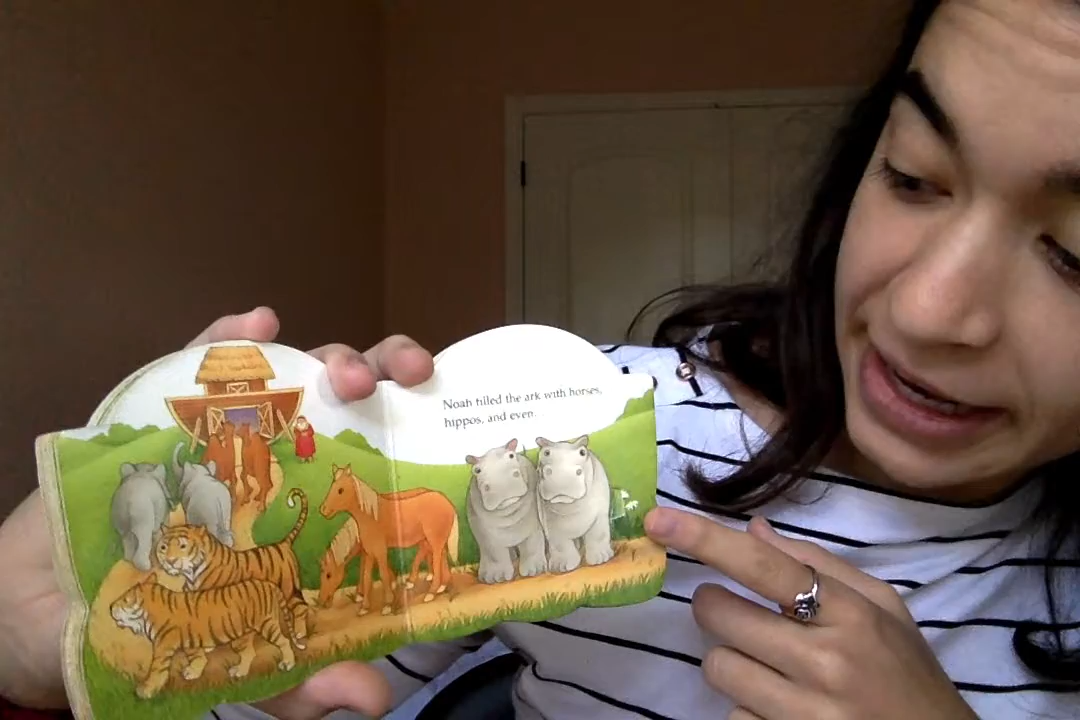 Noah filled the ark with horses,
hippos, and even...